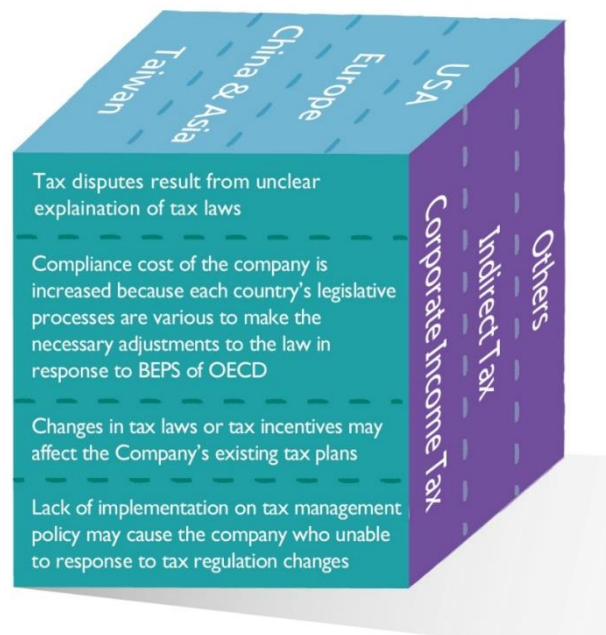 Taiwan
China & Asia
Europe
USA
Tax disputes result from unclear
explaination of tax laws
Compliance cost of the company is
increased because each country's legislative
processes are various to make the
necessary adjustments to the law in
response to BEPS of OECD
Changes in tax laws or tax incentives may
affect the Company's existing tax plans
Lack of implementation on tax management
policy may cause the company who unable
to response to tax regulation changes
Corporate Income Tax
Indirect Tax
Others